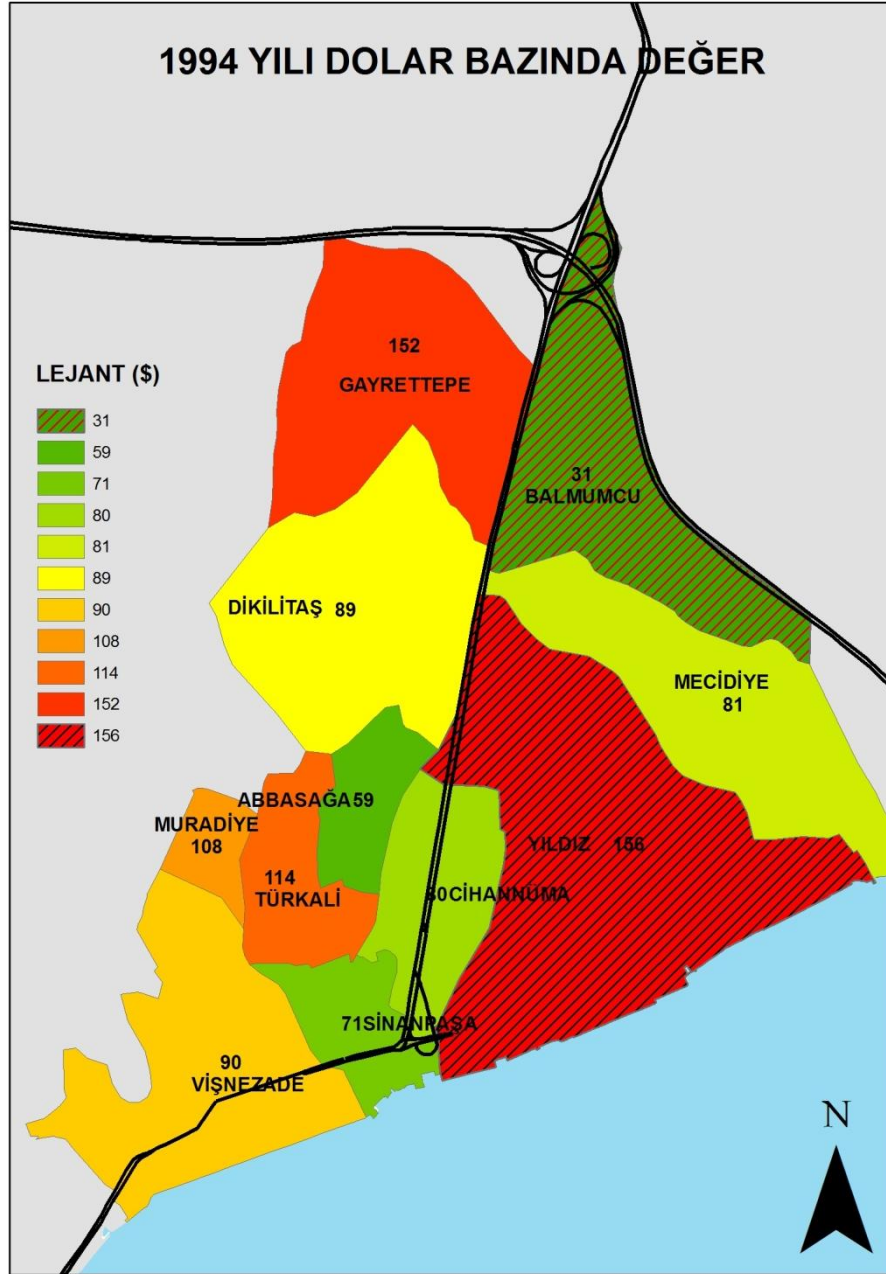 1994 YILI DOLAR BAZINDA DEĞER
152
GAYRETTEPE
LEJANT ($)
31
59
71
80
81
89
90
108
114
152
156
31
BALMUMCU
DİKİLİTAŞ 89
MECİDİYE
81
ABBASAĞA59
MURADİYE
108
YILDIZ 156
114
TÜRKALİ
80CİHANNÜMA
71SİNANPAŞA
90
VİŞNEZADE
N